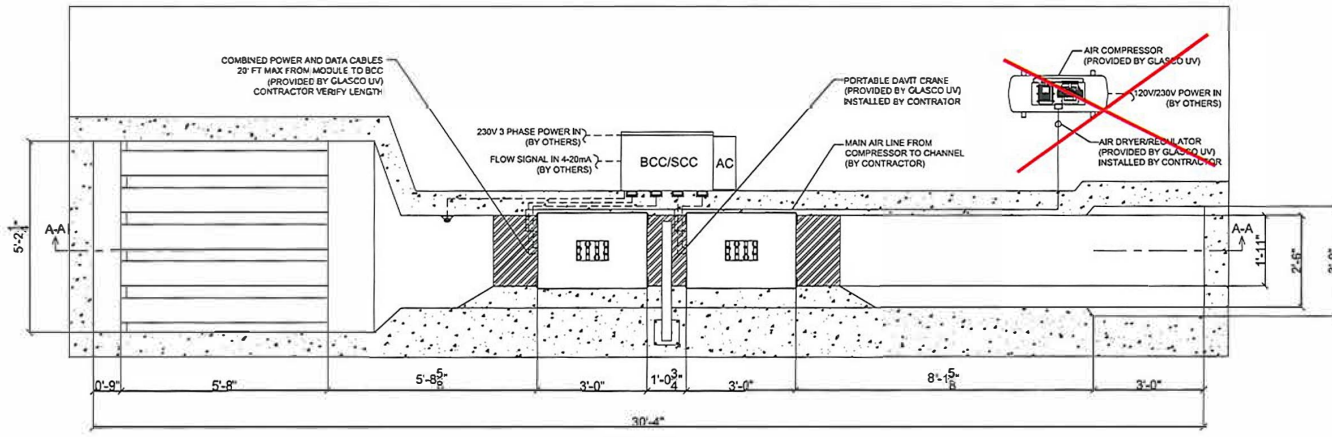 COMBINED POWER AND DATA CABLES
20' FT MAX FROM MODULE TO BCC
(PROVIDED BY GLASCO UV)
CONTRACTOR VERIFY LENGTH
AIR COMPRESSOR
(PROVIDED BY GLASCO UV)
PORTABLE DAVIT CRANE
(PROVIDED BY GLASCO UV)
INSTALLED BY CONTRATOR
120V/230V POWER IN
(BY OTHERS)
230V 3 PHASE POWER IN
(BY OTHERS)
FLOW SIGNAL IN 4-20mA
(BY OTHERS)
BCC/SCC
AC
MAIN AIR LINE FROM
COMPRESSOR TO CHANNEL
(BY CONTRACTOR)
AIR DRYER/REGULATOR
(PROVIDED BY GLASCO UV)
INSTALLED BY CONTRACTOR
A-A
A-A
1'-11"
2'-6"
0'-9"
5'-8"
5'-8 5/8"
3'-0"
1'-0 3/4"
3'-0"
8'-1 5/8"
3'-0"
30'-4"